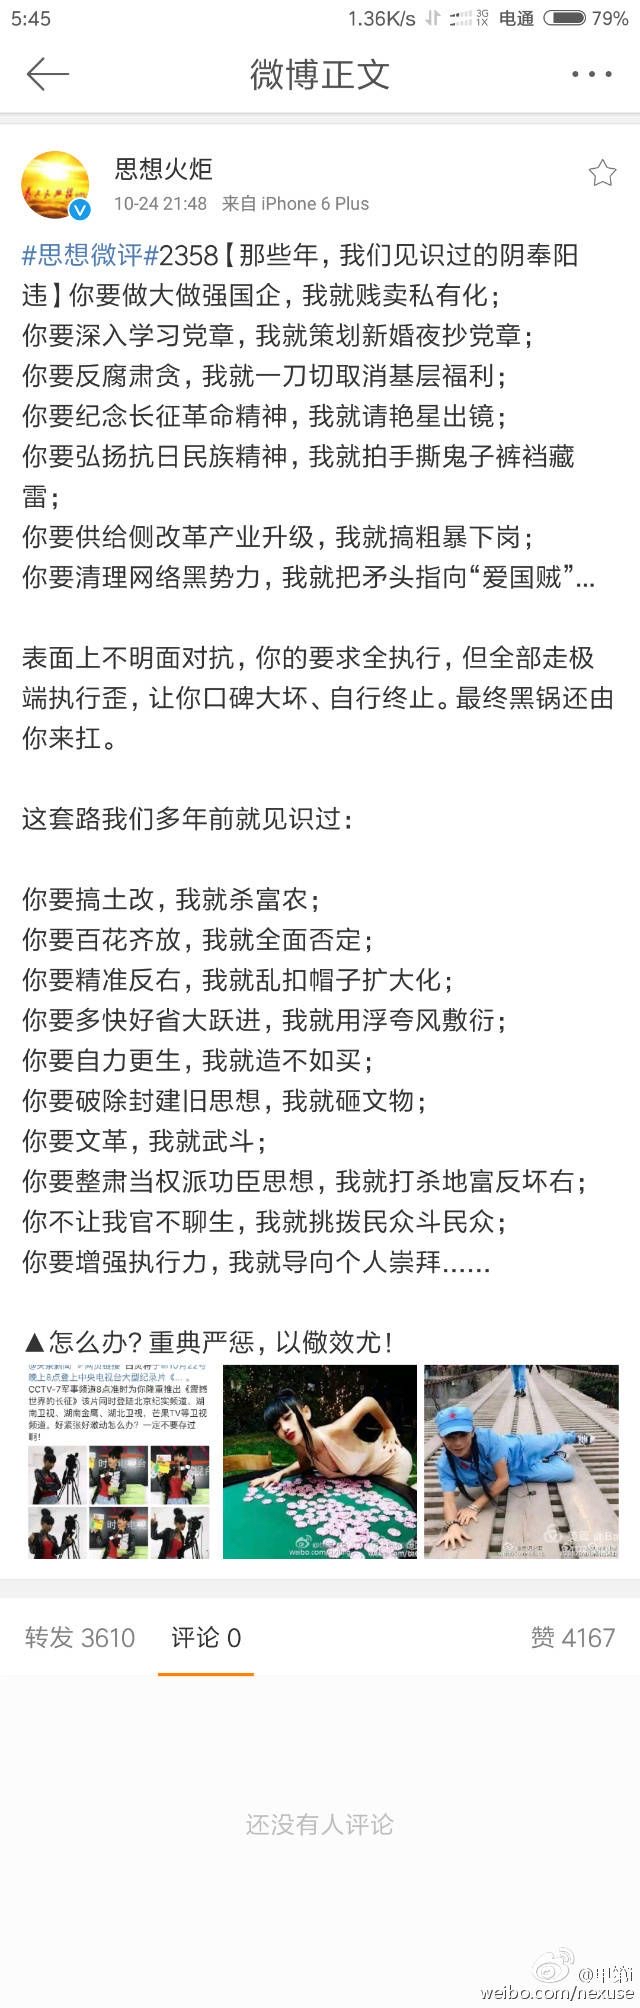 5:45
1.36K/s 3G 1X 电通 79%
微博正文
思想火炬
10-24 21:48 来自 iPhone 6 Plus
#思想微评#2358【那些年，我们见识过的阴奉阳
违】你要做大做强国企，我就贱卖私有化；
你要深入学习党章，我就策划新婚夜抄党章；
你要反腐肃贪，我就一刀切取消基层福利；
你要纪念长征革命精神，我就请艳星出镜；
你要弘扬抗日民族精神，我就拍手撕鬼子裤裆藏
雷；
你要供给侧改革产业升级，我就搞粗暴下岗；
你要清理网络黑势力，我就把矛头指向“爱国贼”...
表面上不明面对抗，你的要求全执行，但全部走极
端执行歪，让你口碑大坏、自行终止。最终黑锅还由
你来扛。
这套路我们多年前就见识过：
你要搞土改，我就杀富农；
你要百花齐放，我就全面否定；
你要精准反右，我就乱扣帽子扩大化；
你要多快好省大跃进，我就用浮夸风敷衍；
你要自力更生，我就造不如买；
你要破除封建旧思想，我就砸文物；
你要文革，我就武斗；
你要整肃当权派功臣思想，我就打杀地富反坏右；
你不让我官不聊生，我就挑拨民众斗民众；
你要增强执行力，我就导向个人崇拜......
▲怎么办？重典严惩，以儆效尤！
晚上8点登上中央电视台大型纪录片《...
CCTV-7军事频道8点准时为你隆重推出《震撼
世界的长征》该片同时登陆北京纪实频道、湖
南卫视、湖南金鹰、湖北卫视，芒果TV等卫视
频道。好紧张好激动怎么办？一定不要存过
啊！
转发 3610 评论 0 赞 4167
还没有人评论
weibo.com/nexuse